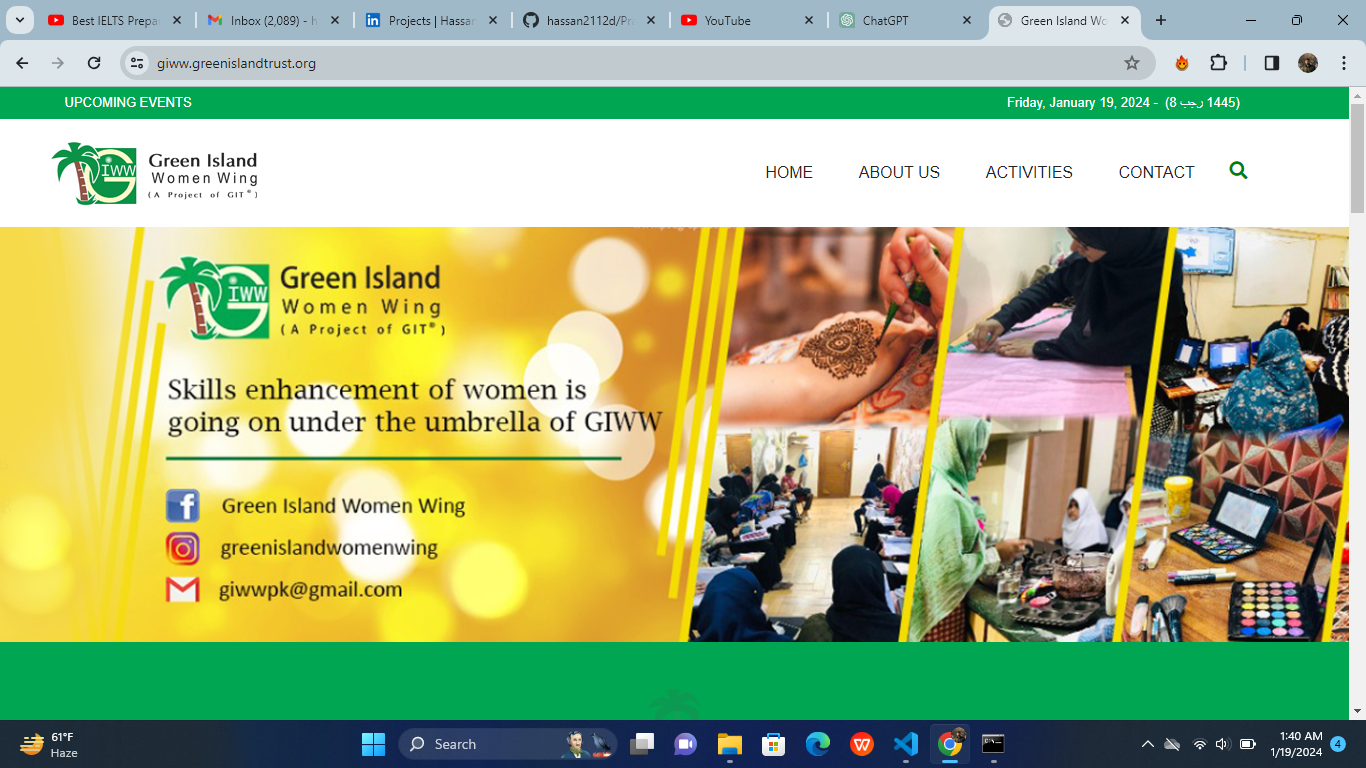 Best IELTS Prepa
Inbox (2,089) - h
Projects | Hassan
hassan2112d/Pro
YouTube
ChatGPT
Green Island Wo
giww.greenislandtrust.org
UPCOMING EVENTS
Friday, January 19, 2024 - (8 رجب 1445)
GIWW
Green Island
Women Wing
(A Project of GIT®)
HOME
ABOUT US
ACTIVITIES
CONTACT
GIWW
Green Island
Women Wing
(A Project of GIT®)
Skills enhancement of women is
going on under the umbrella of GIWW
Green Island Women Wing
greenislandwomenwing
giwwpk@gmail.com
61°F
Haze
Search
1:40 AM
1/19/2024
4